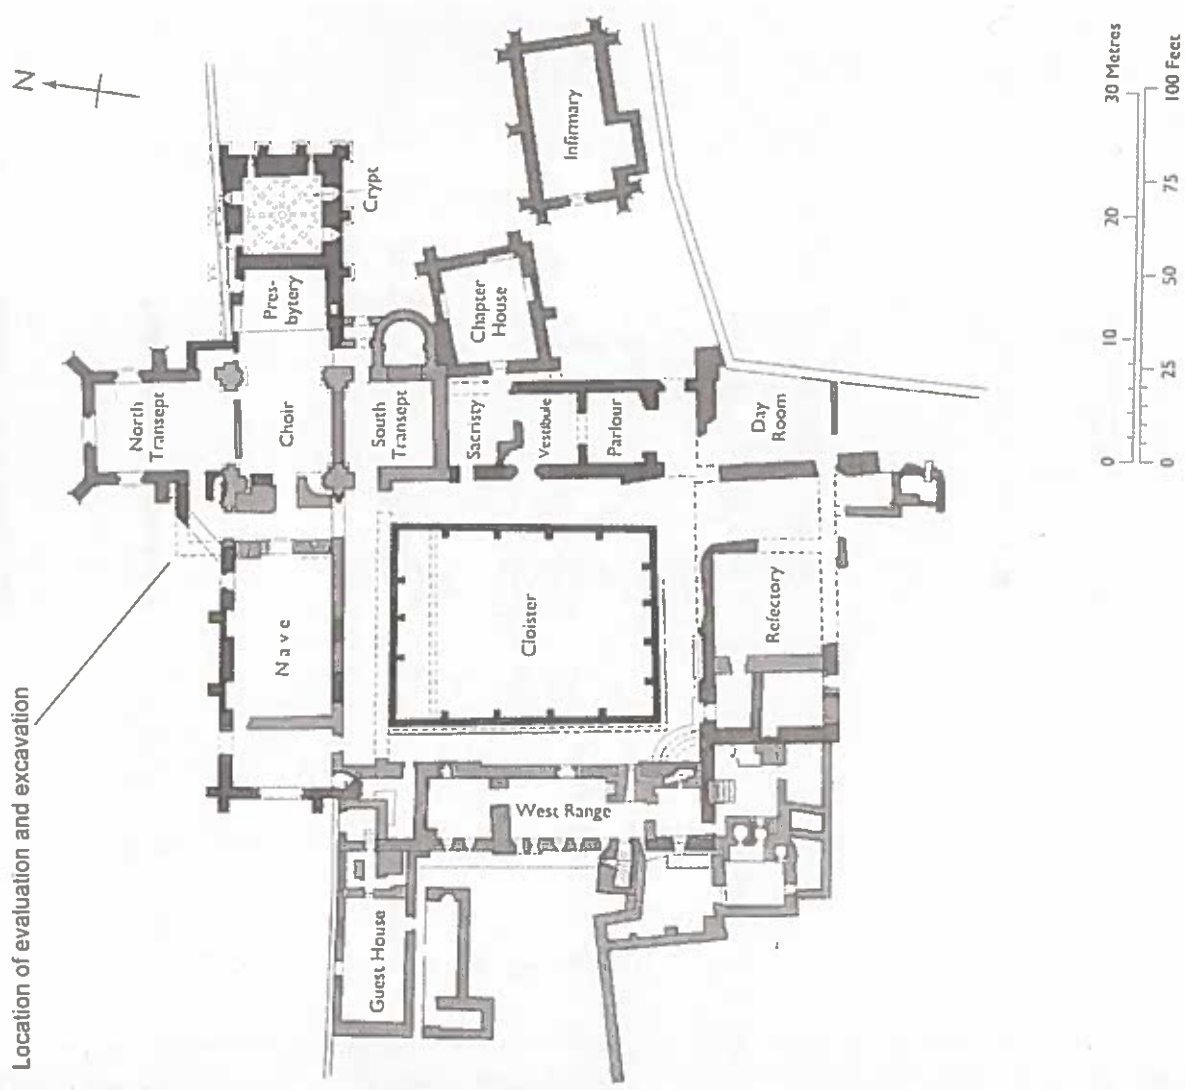 Location of evaluation and excavation
N
North
Transept
Pres-
bytery
Crypt
Choir
Nave
South
Transept
Chapter
House
Infirmary
Sacristy
Vestibule
Parlour
Day
Room
Cloister
Refectory
West Range
Guest House
0 10 20 30 Metres
0 25 50 75 100 Feet